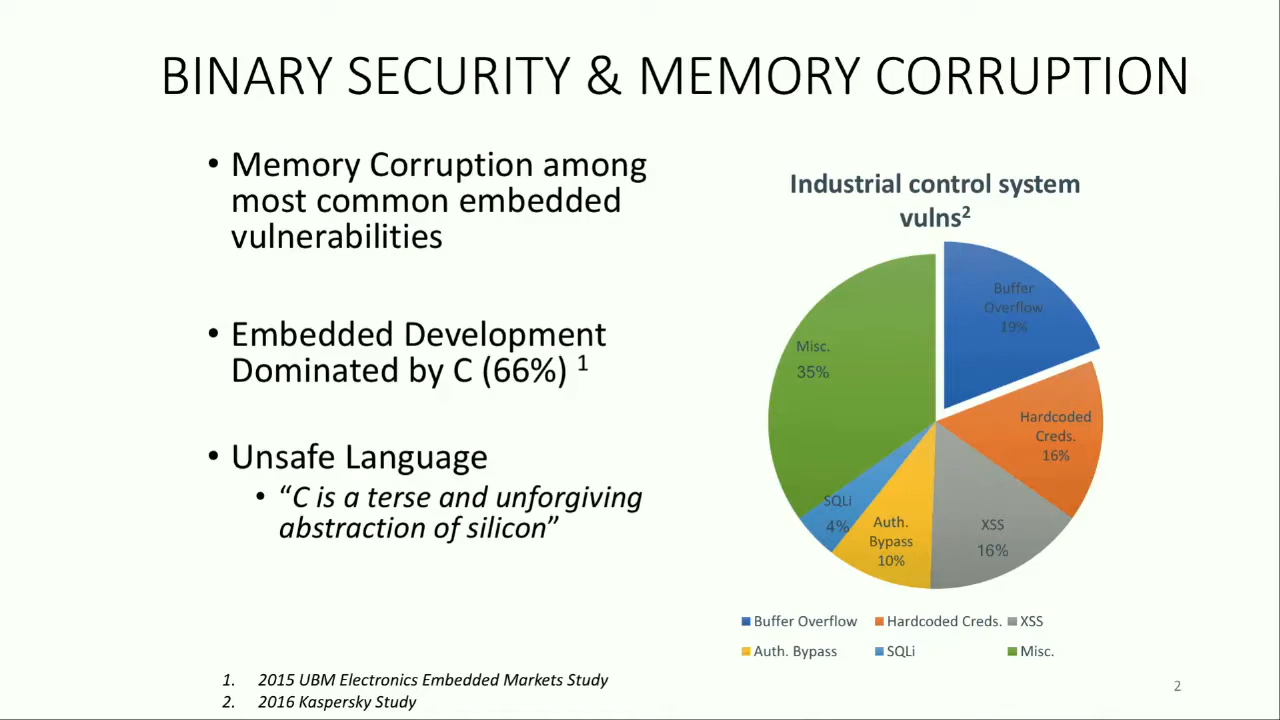 BINARY SECURITY & MEMORY CORRUPTION
• Memory Corruption among
most common embedded
vulnerabilities
• Embedded Development
Dominated by C (66%) 1
• Unsafe Language
• “C is a terse and unforgiving
abstraction of silicon”
Industrial control system
vulns2
Buffer
Overflow
19%
Hardcoded
Creds.
16%
XSS
16%
Auth.
Bypass
10%
SQLi
4%
Misc.
35%
Buffer Overflow Hardcoded Creds. XSS
Auth. Bypass SQLi Misc.
1. 2015 UBM Electronics Embedded Markets Study
2. 2016 Kaspersky Study
2